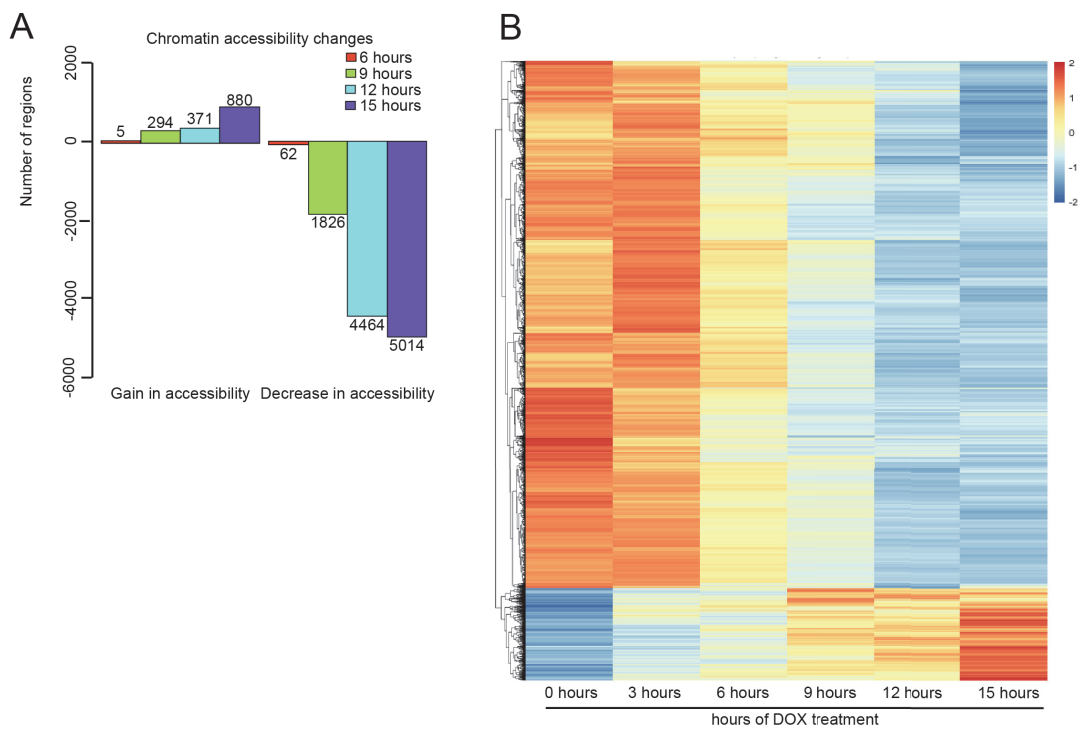 A
Chromatin accessibility changes
6 hours
9 hours
12 hours
15 hours
Number of regions
2000
0
-2000
-4000
-6000
5
294
371
880
62
1826
4464
5014
Gain in accessibility
Decrease in accessibility
B
2
1
0
-1
-2
0 hours
3 hours
6 hours
9 hours
12 hours
15 hours
hours of DOX treatment